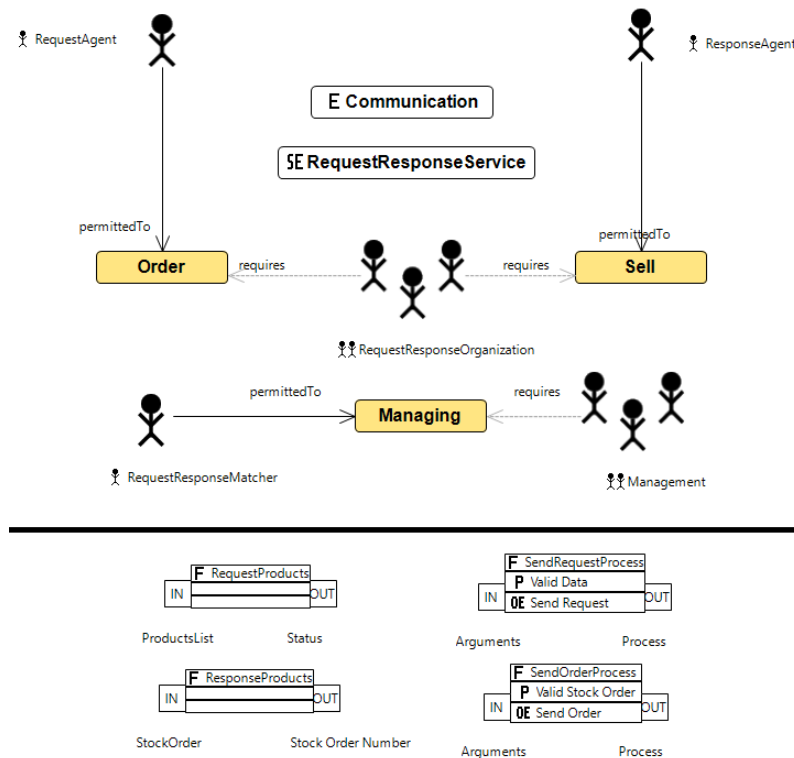 RequestAgent
ResponseAgent
E Communication
SE RequestResponseService
permittedTo
permittedTo
Order
requires
requires
Sell
RequestResponseOrganization
permittedTo
requires
Managing
RequestResponseMatcher
Management
F RequestProducts
IN
OUT
ProductsList
Status
F SendRequestProcess
P Valid Data
IN
OE Send Request
OUT
Arguments
Process
F ResponseProducts
IN
OUT
StockOrder
Stock Order Number
F SendOrderProcess
P Valid Stock Order
IN
OE Send Order
OUT
Arguments
Process